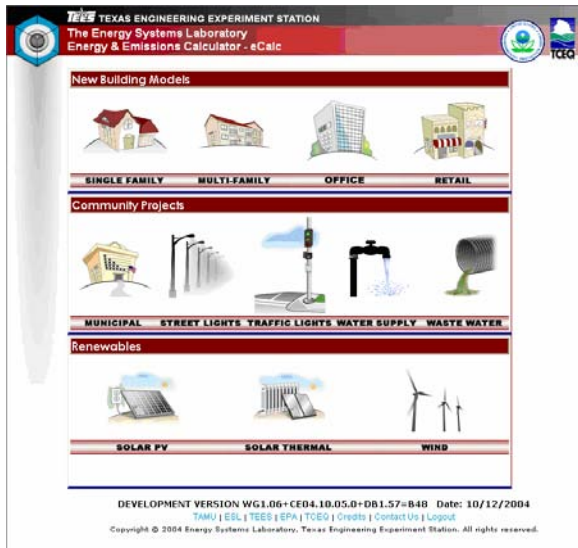 TEES TEXAS ENGINEERING EXPERIMENT STATION
The Energy Systems Laboratory
Energy & Emissions Calculator - eCalc
TCEQ
New Building Models
SINGLE FAMILY MULTI-FAMILY OFFICE RETAIL
Community Projects
MUNICIPAL STREET LIGHTS TRAFFIC LIGHTS WATER SUPPLY WASTE WATER
Renewables
SOLAR PV SOLAR THERMAL WIND
DEVELOPMENT VERSION WG1.06+CE04.10.05.0+DB1.57=B48 Date: 10/12/2004
TAMU | ESL | TEES | EPA | TCEQ | Credits | Contact Us | Logout
Copyright © 2004 Energy Systems Laboratory, Texas Engineering Experiment Station. All rights reserved.